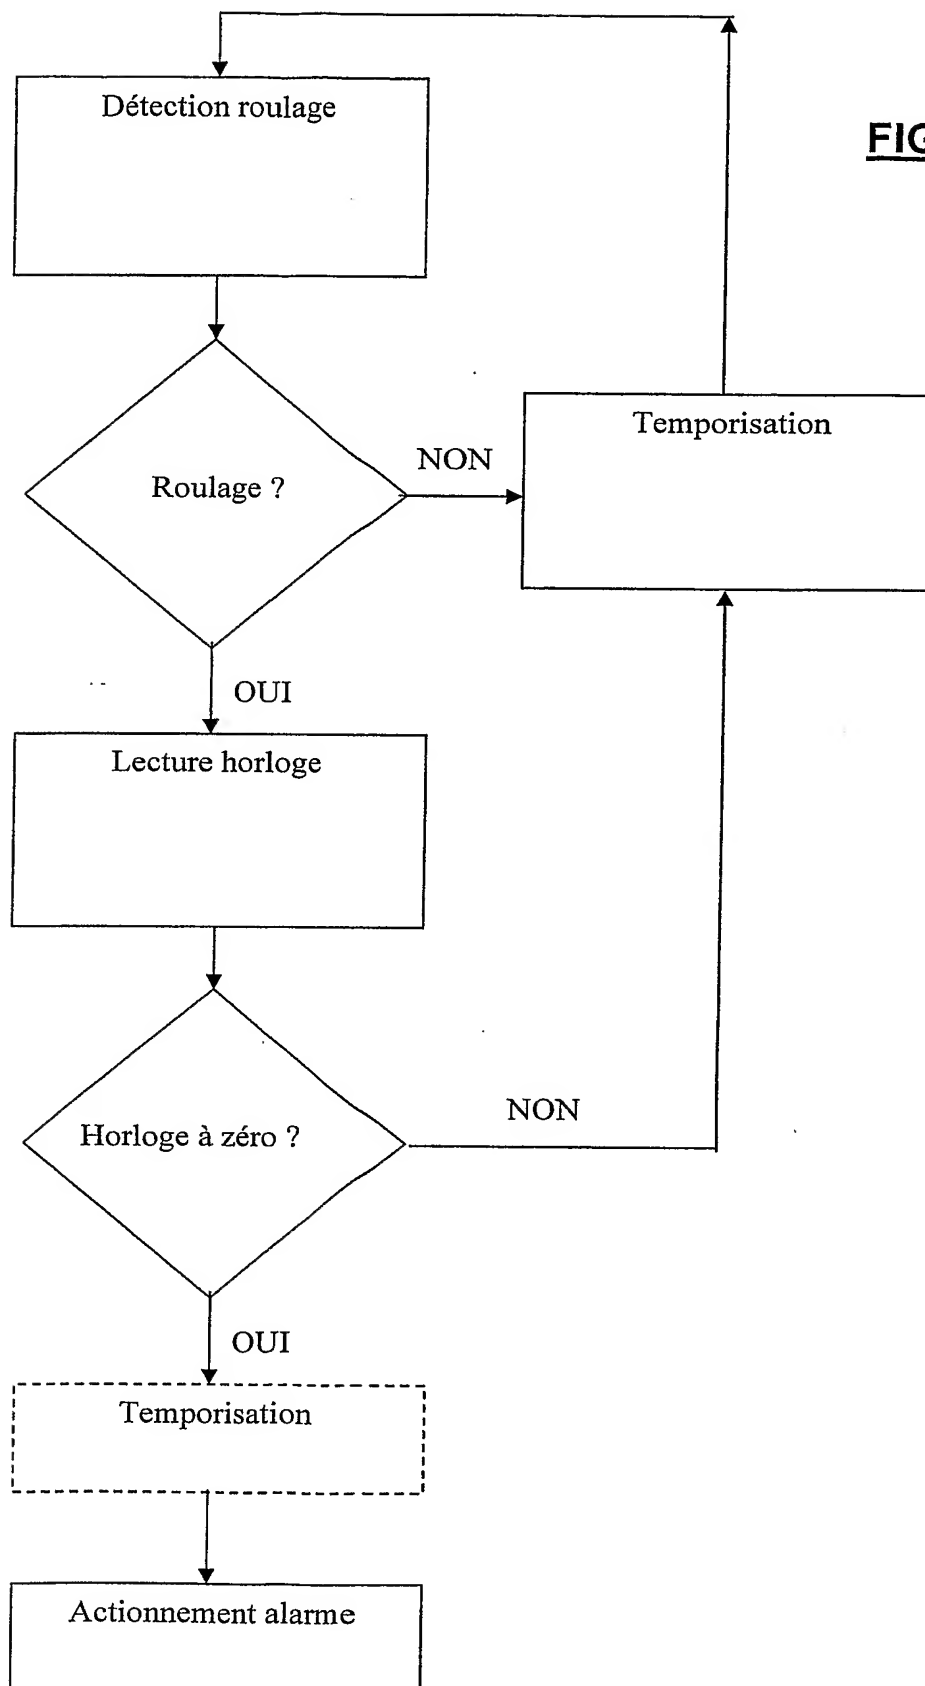 Détection roulage
FIG
Temporisation
NON
Roulage ?
OUI
Lecture horloge
NON
Horloge à zéro ?
OUI
Temporisation
Actionnement alarme